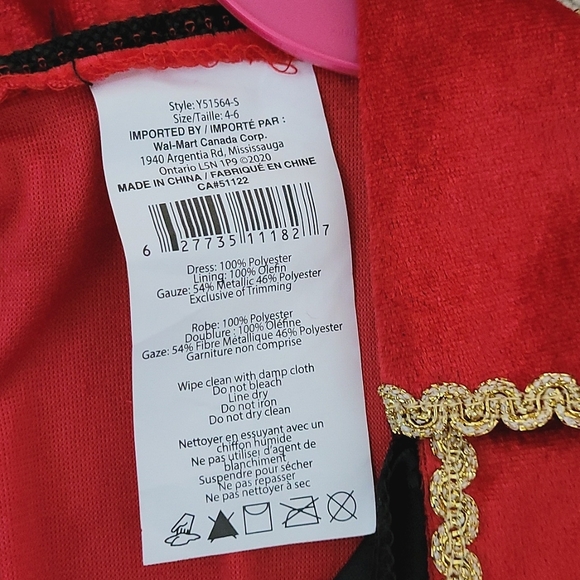 Style: Y51564-S
Size/Taille: 4-6
IMPORTED BY / IMPORTÉ PAR :
Wal-Mart Canada Corp.
1940 Argentia Rd, Mississauga
Ontario L5N 1P9 ©2020
MADE IN CHINA / FABRIQUÉ EN CHINE
CA#51122
6 27735 11182 7
Dress: 100% Polyester
Lining: 100% Olefin
Gauze: 54% Metallic 46% Polyester
Exclusive of Trimming
Robe: 100% Polyester
Doublure : 100% Oléfine
Gaze: 54% Fibre Métallique 46% Polyester
Garniture non comprise
Wipe clean with damp cloth
Do not bleach
Line dry
Do not iron
Do not dry clean
Nettoyer en essuyant avec un
chiffon humide
Ne pas utiliser d'agent de
blanchiment
Suspendre pour sécher
Ne pas repasser
Ne pas nettoyer à sec